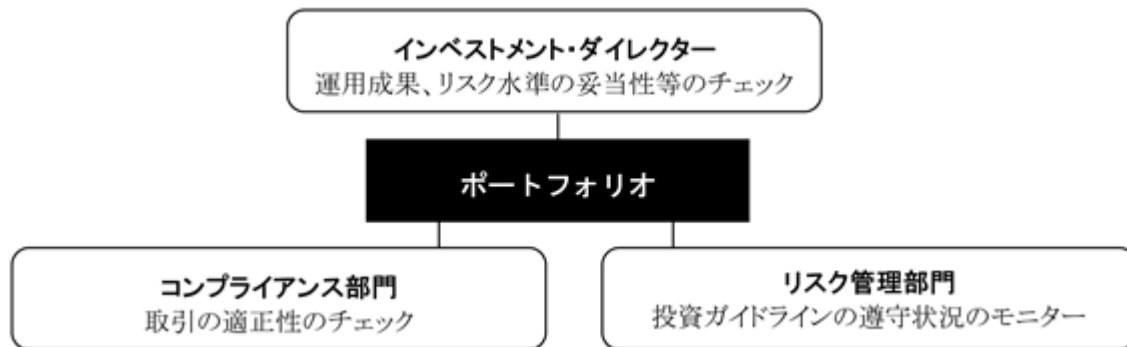 インベストメント・ダイレクター
運用成果、リスク水準の妥当性等のチェック
ポートフォリオ
コンプライアンス部門
取引の適正性のチェック
リスク管理部門
投資ガイドラインの遵守状況のモニター